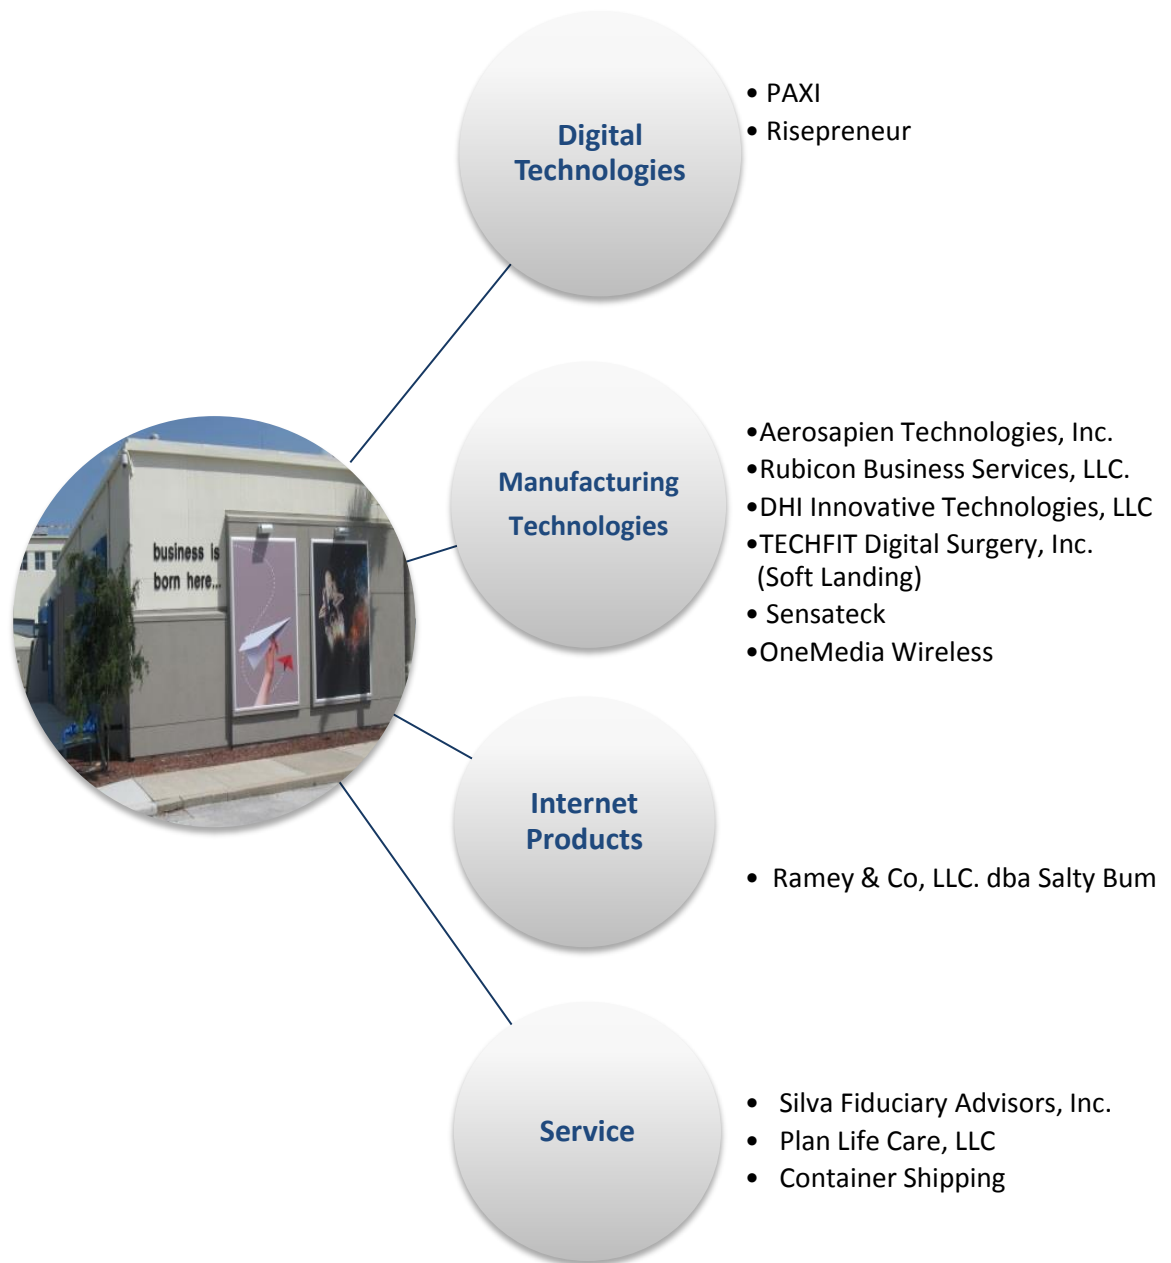 Digital
Technologies
• PAXI
• Risepreneur
Manufacturing
Technologies
•Aerosapien Technologies, Inc.
•Rubicon Business Services, LLC.
•DHI Innovative Technologies, LLC
•TECHFIT Digital Surgery, Inc.
(Soft Landing)
• Sensateck
•OneMedia Wireless
business is
born here...
Internet
Products
• Ramey & Co, LLC. dba Salty Bum
Service
• Silva Fiduciary Advisors, Inc.
• Plan Life Care, LLC
• Container Shipping